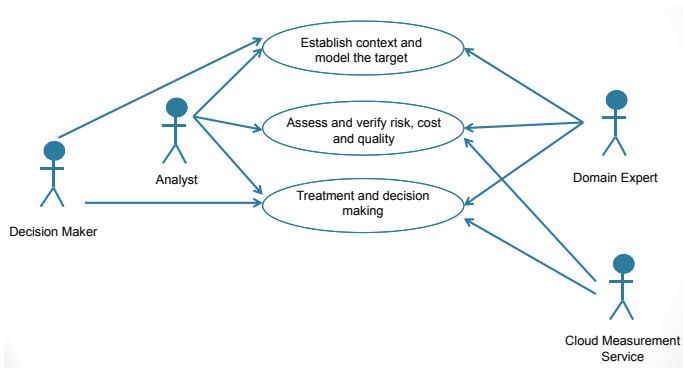 Establish context and
model the target
Assess and verify risk, cost
and quality
Analyst
Domain Expert
Treatment and decision
making
Decision Maker
Cloud Measurement
Service